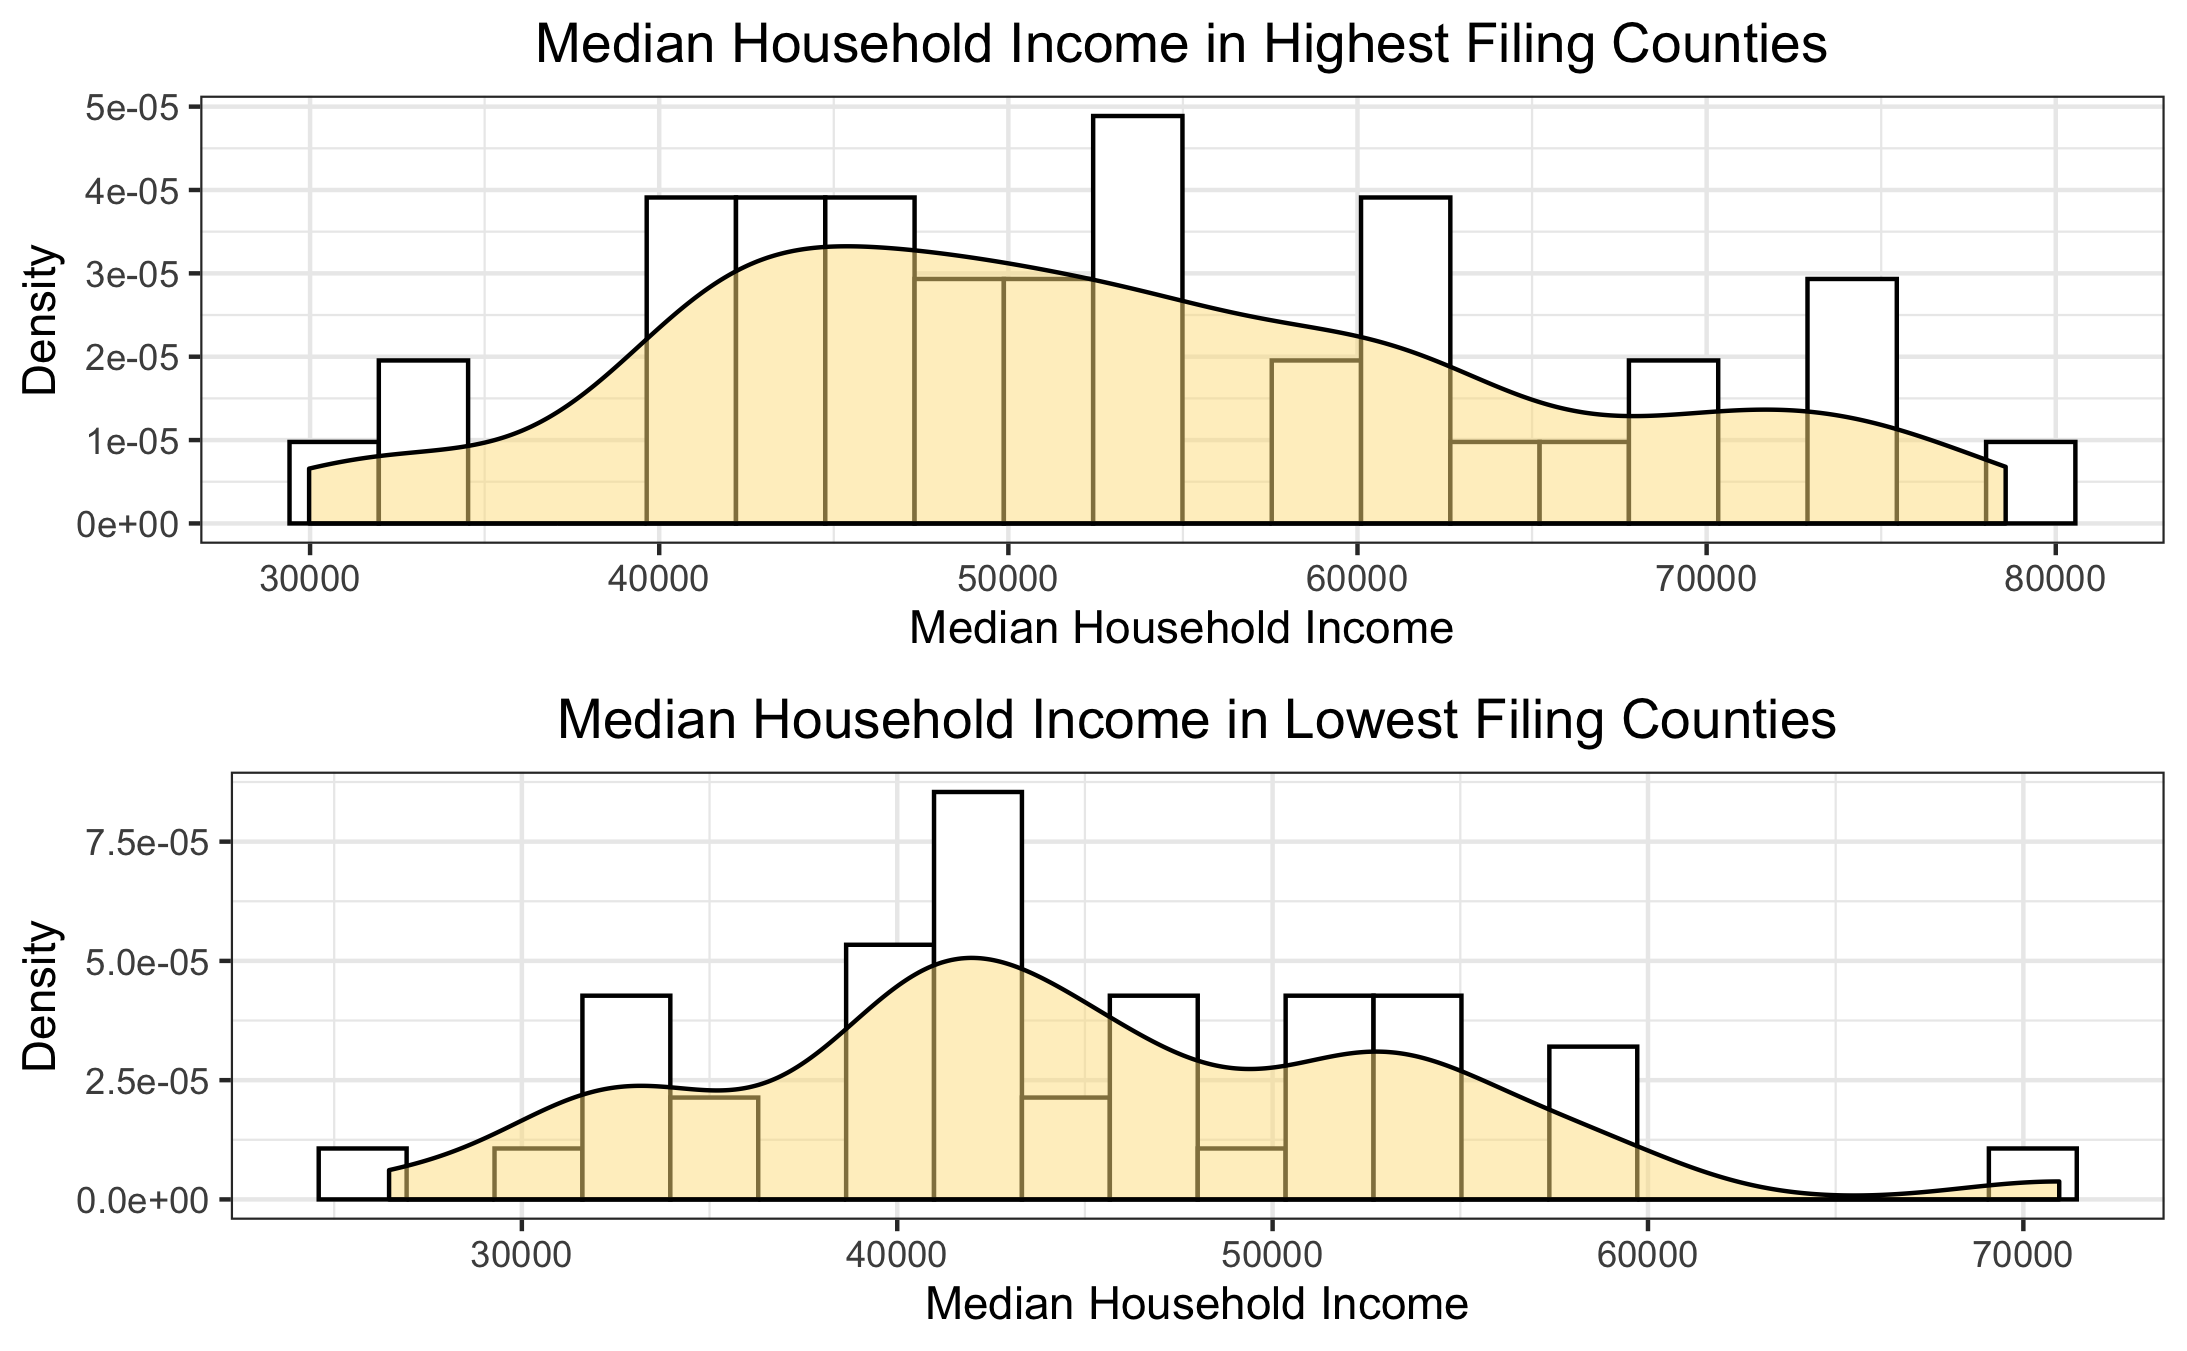 Median Household Income in Highest Filing Counties
5e-05
4e-05
3e-05
2e-05
1e-05
0e+00
Density
30000 40000 50000 60000 70000 80000
Median Household Income
Median Household Income in Lowest Filing Counties
7.5e-05
5.0e-05
2.5e-05
0.0e+00
Density
30000 40000 50000 60000 70000
Median Household Income